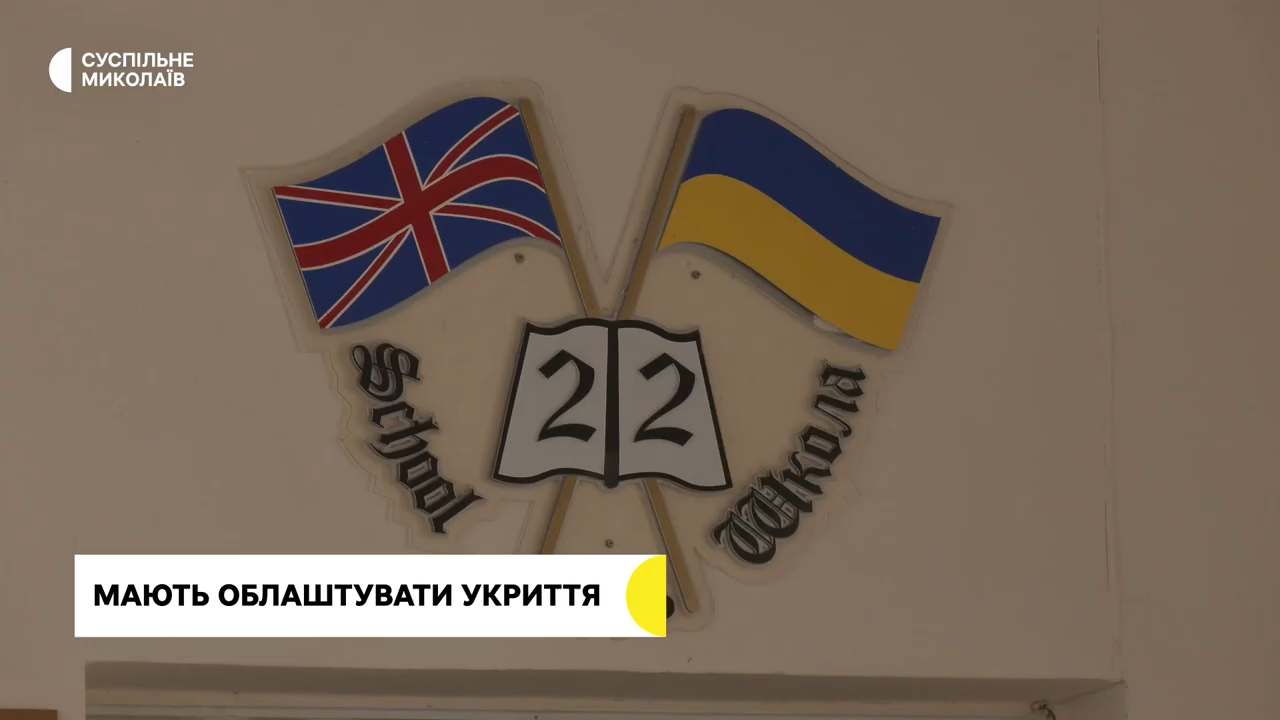 СУСПІЛЬНЕ
МИКОЛАЇВ
22
School
Школа
МАЮТЬ ОБЛАШТУВАТИ УКРИТТЯ